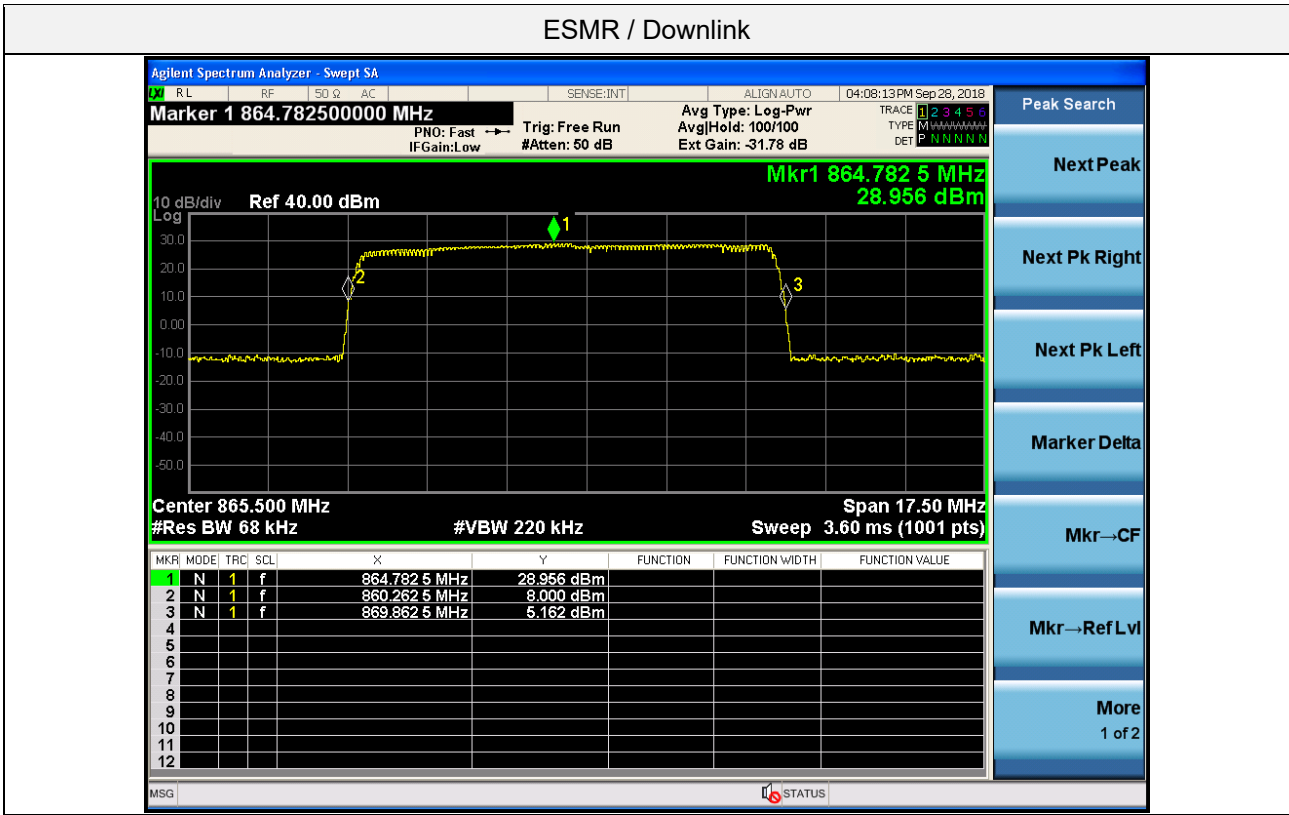 ESMR / Downlink
Agilent Spectrum Analyzer - Swept SA
LXI RL RF 50 Ω AC SENSE:INT ALIGN AUTO 04:08:13PM Sep 28, 2018
Marker 1 864.782500000 MHz
PNO: Fast
IFGain:Low
Trig: Free Run
#Atten: 50 dB
Avg Type: Log-Pwr
Avg|Hold: 100/100
Ext Gain: -31.78 dB
TRACE 1 2 3 4 5 6
TYPE M WWWWW
DET P N N N N N
Mkr1 864.782 5 MHz
28.956 dBm
10 dB/div Ref 40.00 dBm
Log
30.0
20.0
10.0
0.00
-10.0
-20.0
-30.0
-40.0
-50.0
1
2
3
Center 865.500 MHz Span 17.50 MHz
#Res BW 68 kHz #VBW 220 kHz Sweep 3.60 ms (1001 pts)
MKR MODE TRC SCL X Y FUNCTION FUNCTION WIDTH FUNCTION VALUE
1 N 1 f 864.782 5 MHz 28.956 dBm
2 N 1 f 860.262 5 MHz 8.000 dBm
3 N 1 f 869.862 5 MHz 5.162 dBm
4
5
6
7
8
9
10
11
12
MSG STATUS
Peak Search
Next Peak
Next Pk Right
Next Pk Left
Marker Delta
Mkr→CF
Mkr→Ref Lvl
More
1 of 2